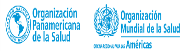 Organización
Panamericana
de la Salud
Organización
Mundial de la Salud
Américas